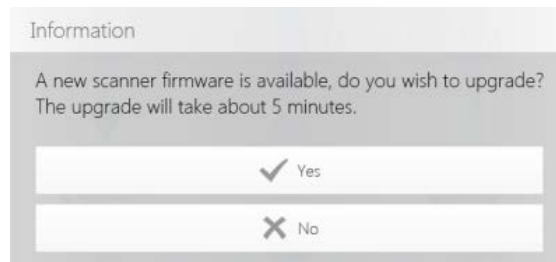 Information
A new scanner firmware is available, do you wish to upgrade?
The upgrade will take about 5 minutes.
Yes
No